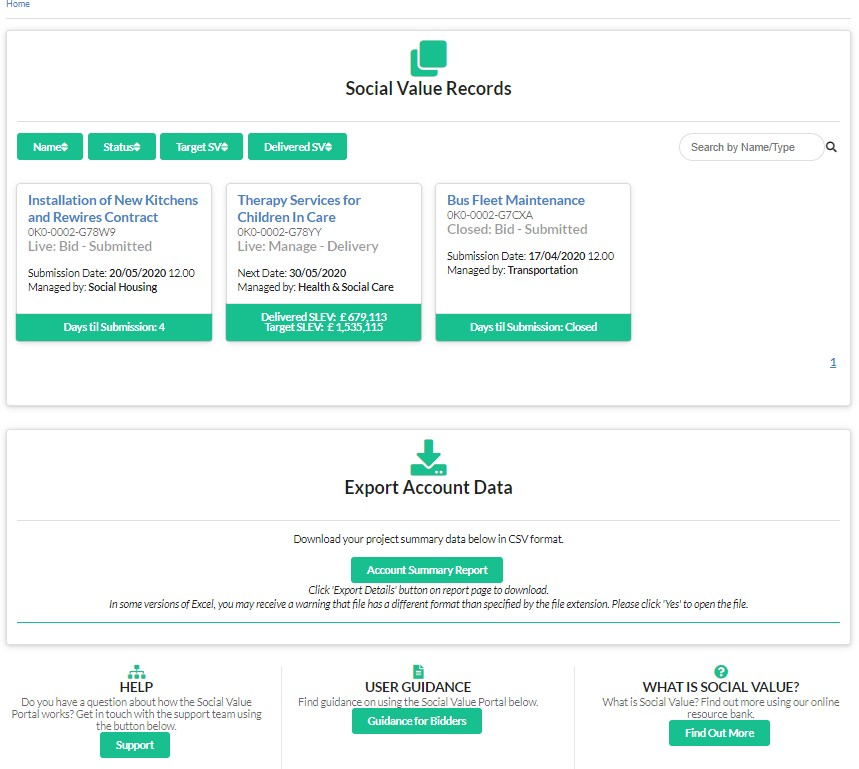 Home
Social Value Records
Name
Status
Target SV
Delivered SV
Search by Name/Type
Installation of New Kitchens
and Rewires Contract
0K0-0002-G78W9
Live: Bid - Submitted
Submission Date: 20/05/2020 12.00
Managed by: Social Housing
Days til Submission: 4
Therapy Services for
Children In Care
0K0-0002-G78YY
Live: Manage - Delivery
Next Date: 30/05/2020
Managed by: Health & Social Care
Delivered SLEV: £ 679,113
Target SLEV: £ 1,535,115
Bus Fleet Maintenance
0K0-0002-G7CXA
Closed: Bid - Submitted
Submission Date: 17/04/2020 12.00
Managed by: Transportation
Days til Submission: Closed
1
Export Account Data
Download your project summary data below in CSV format.
Account Summary Report
Click 'Export Details' button on report page to download.
In some versions of Excel, you may receive a warning that file has a different format than specified by the file extension. Please click 'Yes' to open the file.
HELP
Do you have a question about how the Social Value
Portal works? Get in touch with the support team using
the button below.
Support
USER GUIDANCE
Find guidance on using the Social Value Portal below.
Guidance for Bidders
WHAT IS SOCIAL VALUE?
What is Social Value? Find out more using our online
resource bank.
Find Out More